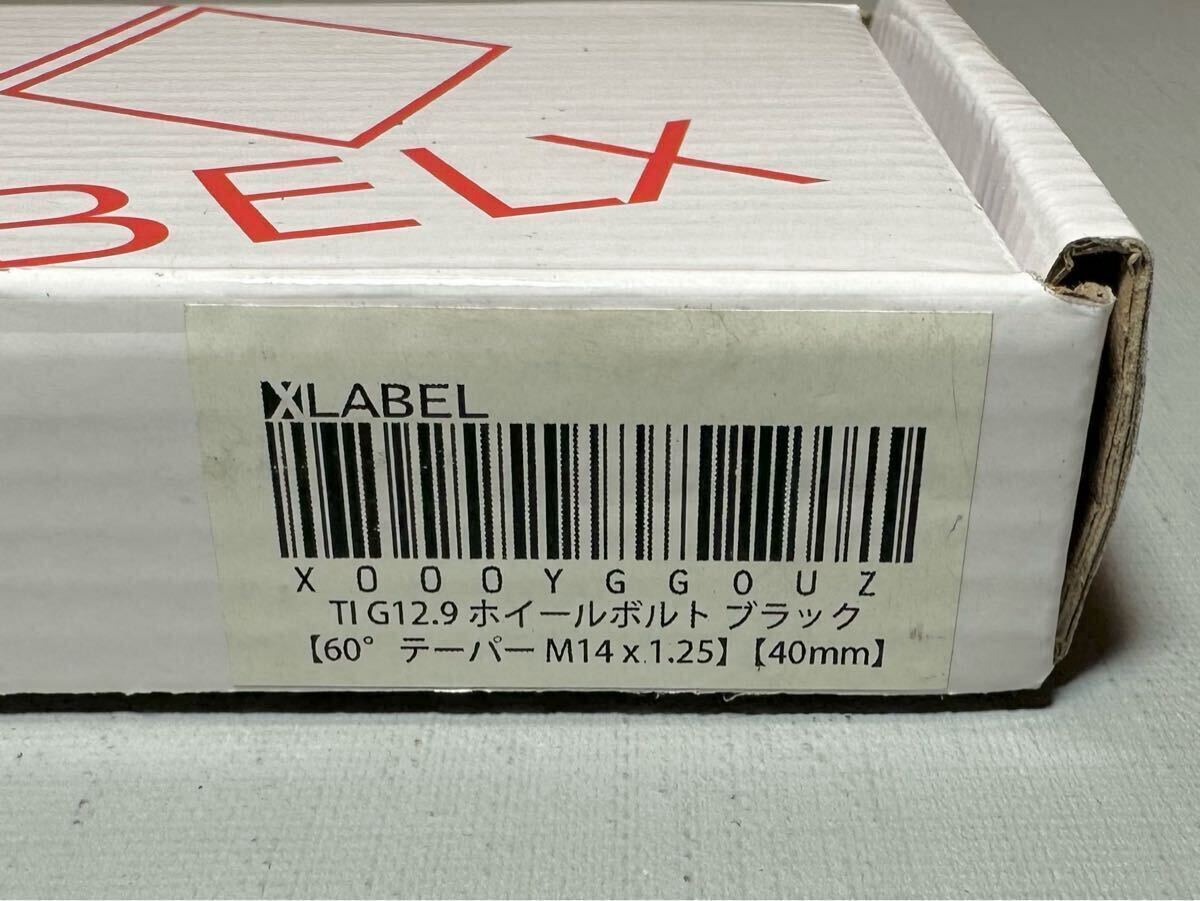 BELX
XLABEL
X000YGG0UZ
TI G12.9 ホイールボルト ブラック
【60° テーパー M14 x 1.25】【40mm】